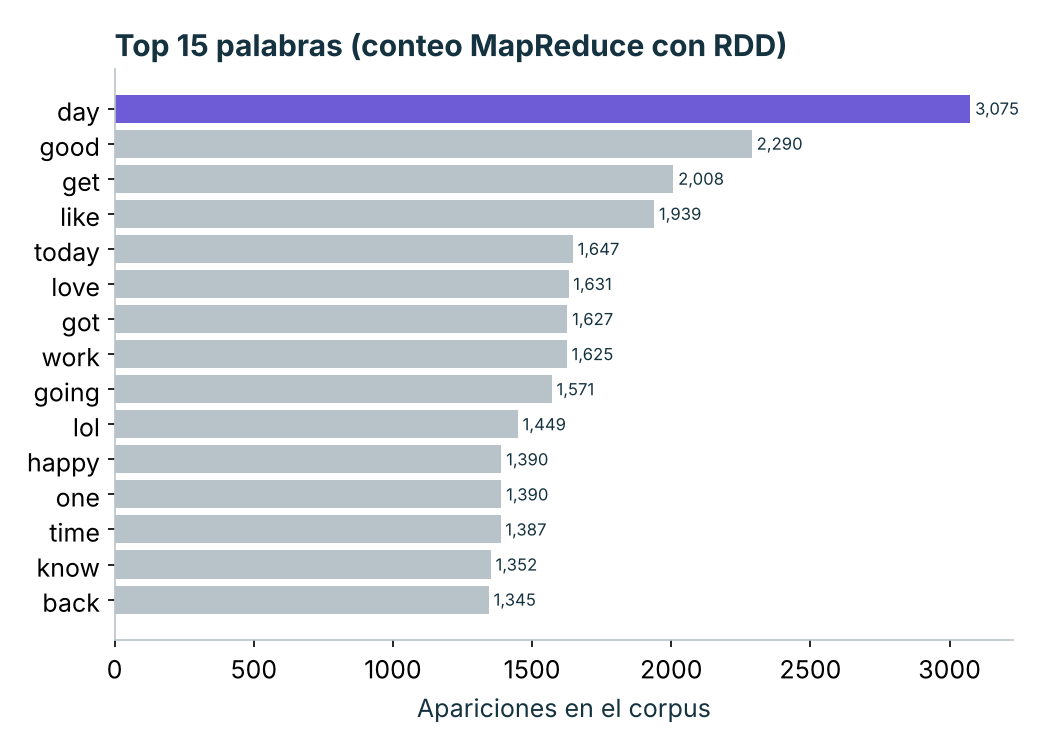 Top 15 palabras (conteo MapReduce con RDD)
day 3,075
good 2,290
get 2,008
like 1,939
today 1,647
love 1,631
got 1,627
work 1,625
going 1,571
lol 1,449
happy 1,390
one 1,390
time 1,387
know 1,352
back 1,345
0 500 1000 1500 2000 2500 3000
Apariciones en el corpus